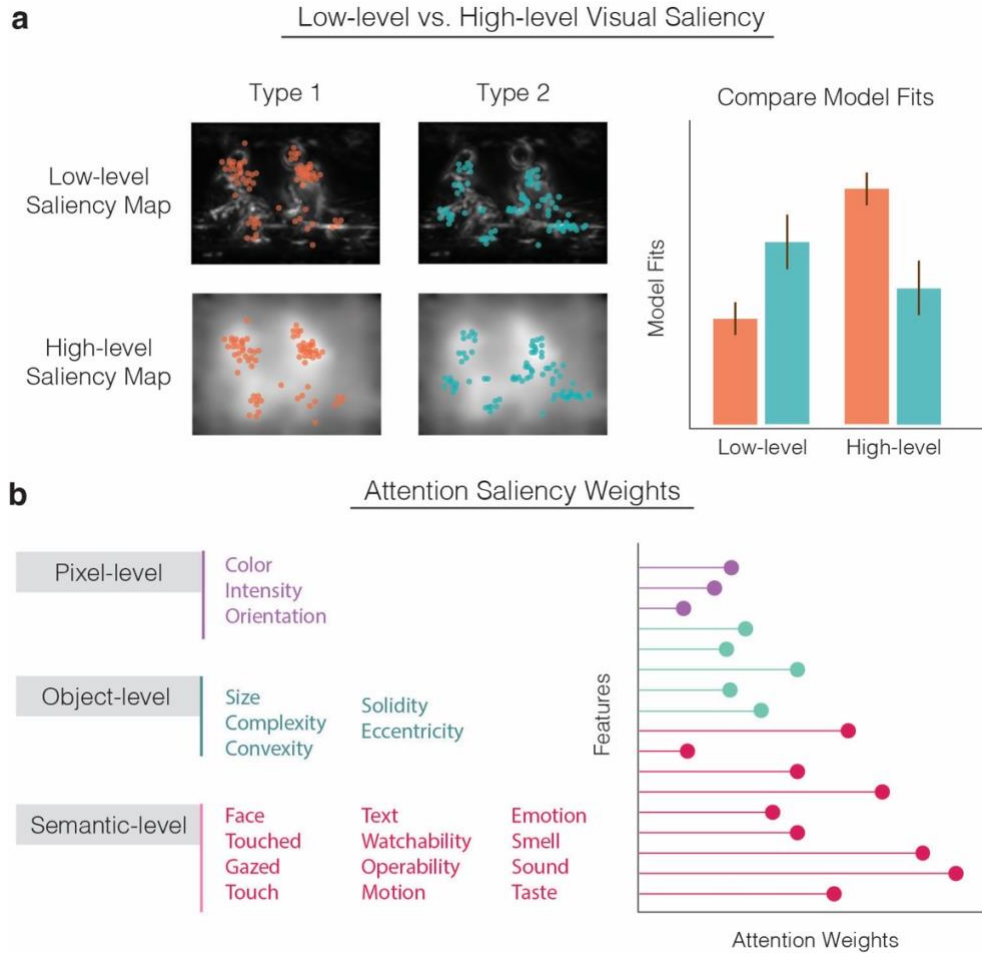 a
Low-level vs. High-level Visual Saliency
Type 1
Type 2
Compare Model Fits
Low-level
Saliency Map
High-level
Saliency Map
Model Fits
Low-level
High-level
b
Attention Saliency Weights
Pixel-level
Color
Intensity
Orientation
Object-level
Size
Complexity
Convexity
Solidity
Eccentricity
Semantic-level
Face
Touched
Gazed
Touch
Text
Watchability
Operability
Motion
Emotion
Smell
Sound
Taste
Features
Attention Weights